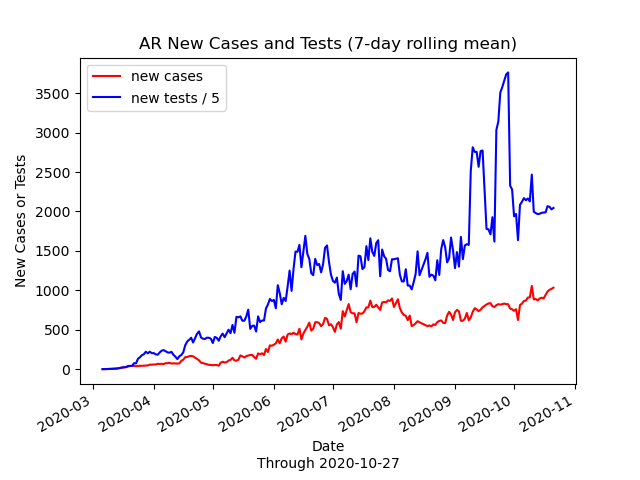 AR New Cases and Tests (7-day rolling mean)
new cases
new tests / 5
New Cases or Tests
3500
3000
2500
2000
1500
1000
500
0
2020-03
2020-04
2020-05
2020-06
2020-07
2020-08
2020-09
2020-10
2020-11
Date
Through 2020-10-27